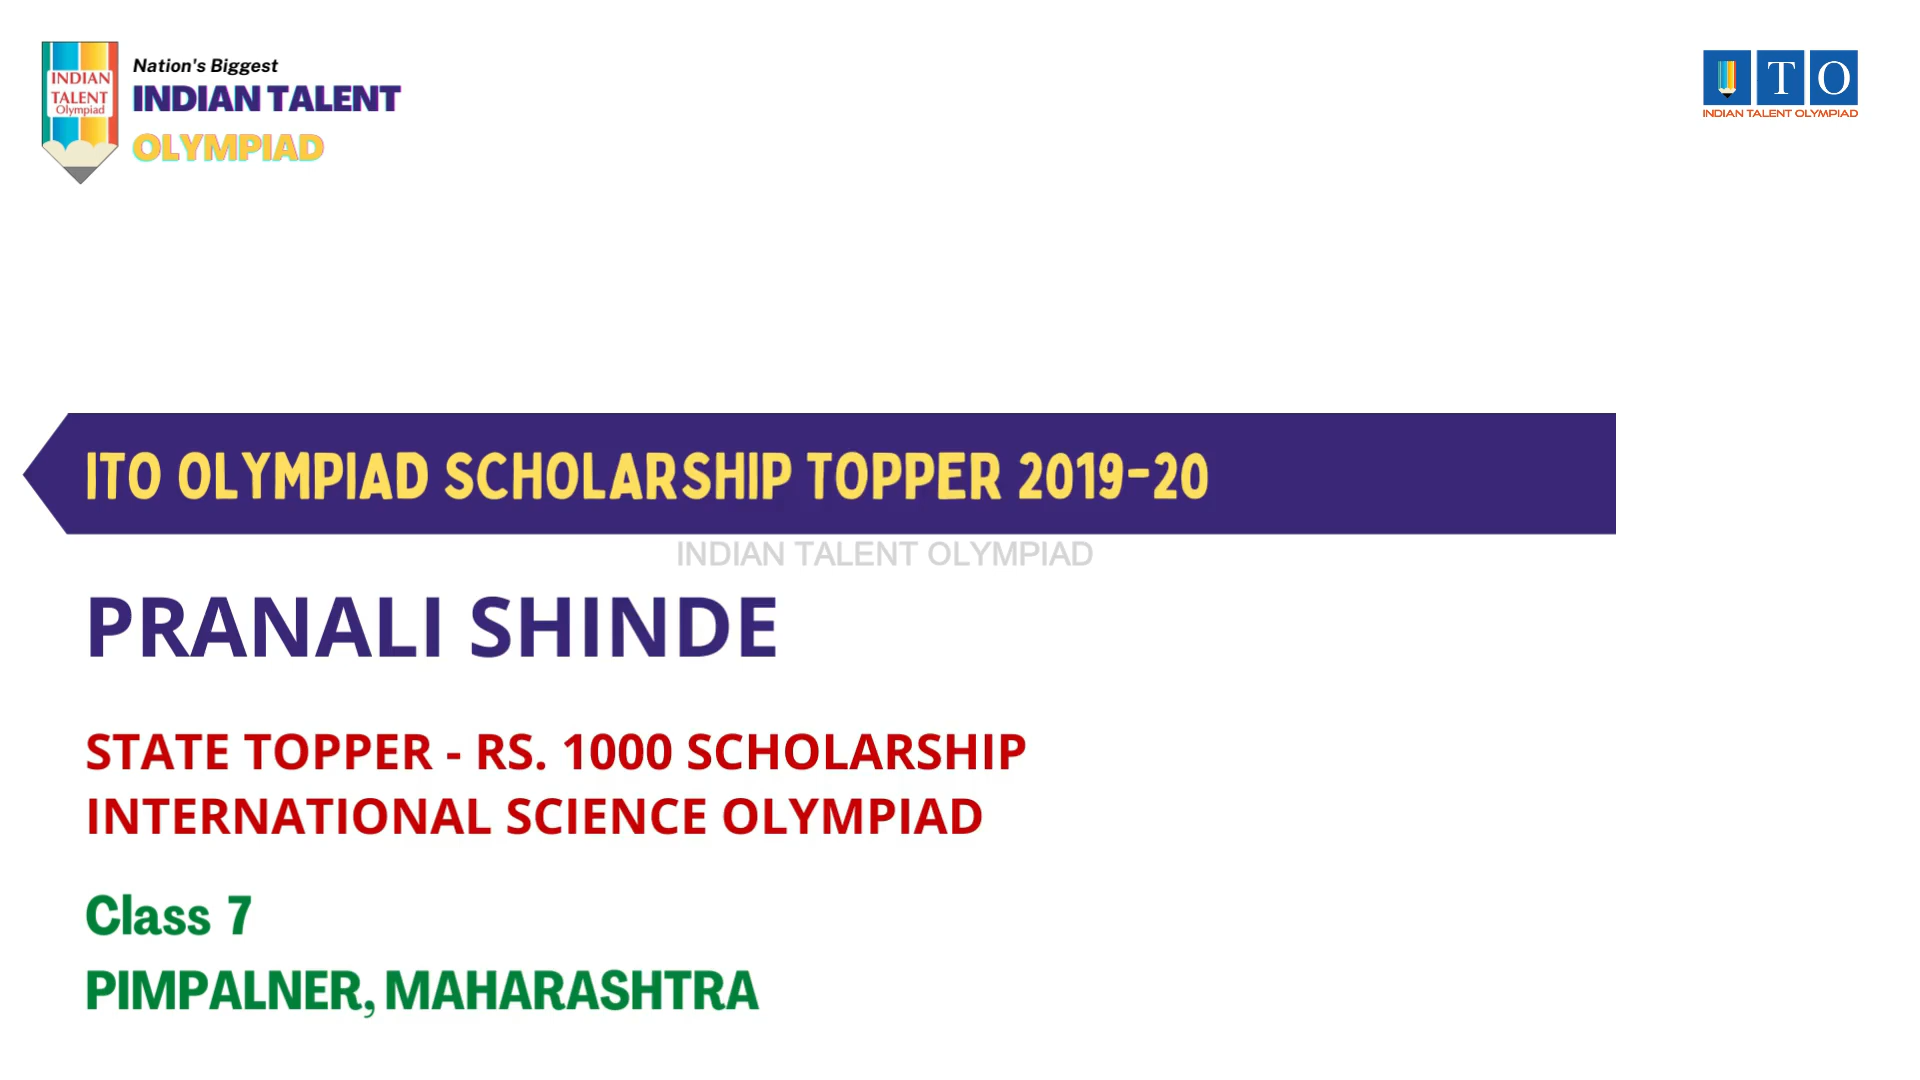 INDIAN
TALENT
Olympiad
Nation's Biggest
INDIAN TALENT
OLYMPIAD
TO
INDIAN TALENT OLYMPIAD
ITO OLYMPIAD SCHOLARSHIP TOPPER 2019-20
INDIAN TALENT OLYMPIAD
PRANALI SHINDE
STATE TOPPER - RS. 1000 SCHOLARSHIP
INTERNATIONAL SCIENCE OLYMPIAD
Class 7
PIMPALNER, MAHARASHTRA